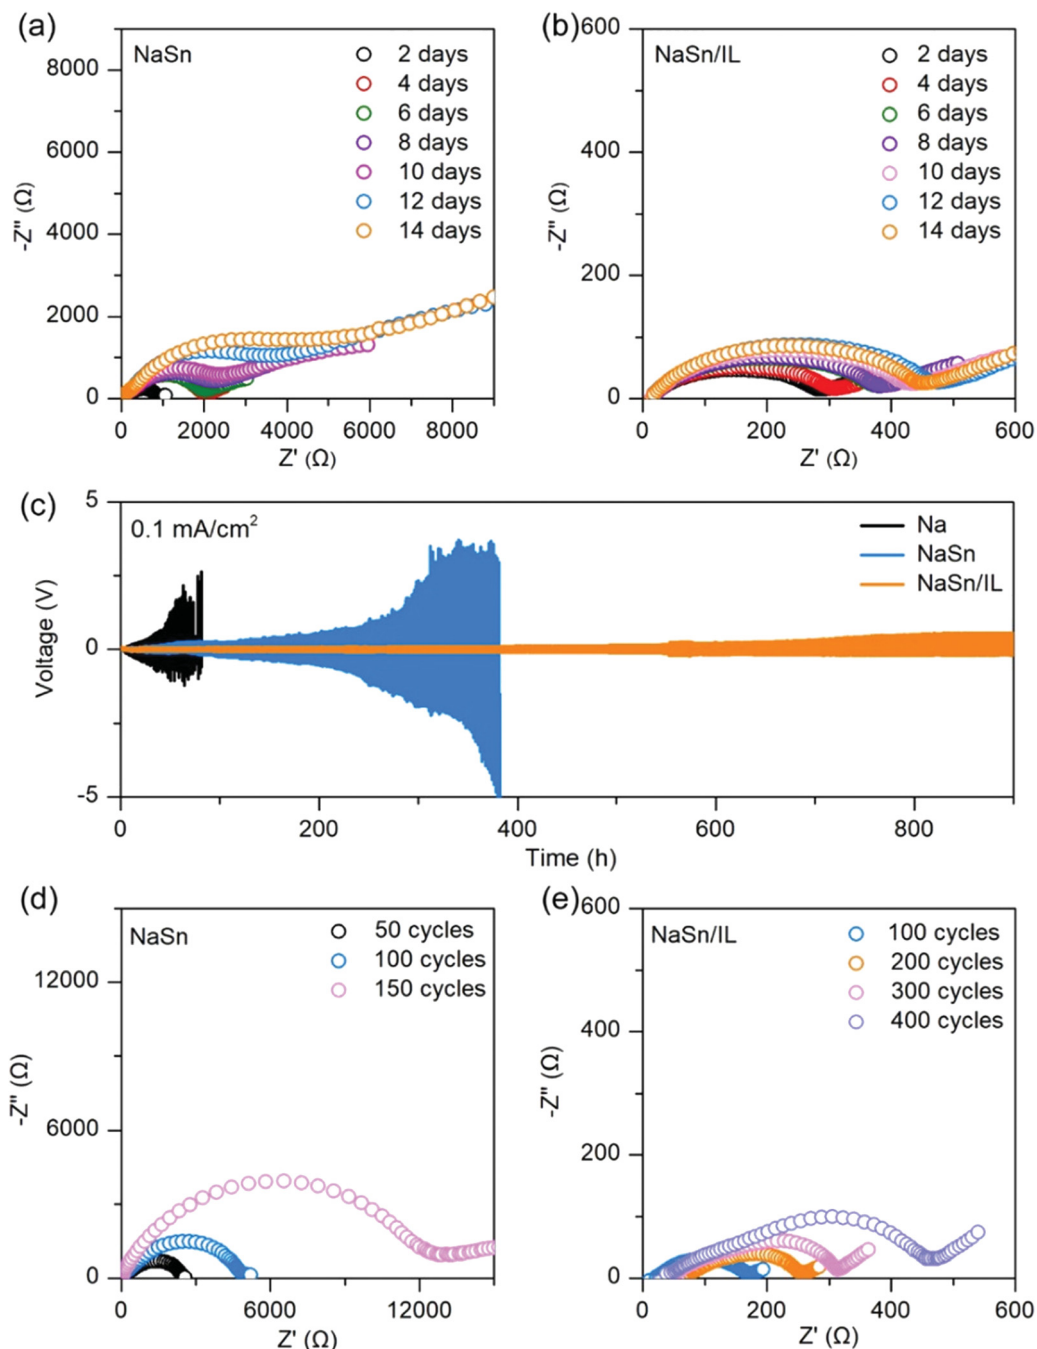 (a)
NaSn
2 days
4 days
6 days
8 days
10 days
12 days
14 days
8000
6000
4000
2000
0
-Z" (Ω)
0 2000 4000 6000 8000
Z' (Ω)
(b)
NaSn/IL
2 days
4 days
6 days
8 days
10 days
12 days
14 days
600
400
200
0
-Z" (Ω)
0 200 400 600
Z' (Ω)
(c)
0.1 mA/cm²
Na
NaSn
NaSn/IL
5
0
-5
Voltage (V)
0 200 400 600 800
Time (h)
(d)
NaSn
50 cycles
100 cycles
150 cycles
12000
6000
0
-Z" (Ω)
0 6000 12000
Z' (Ω)
(e)
NaSn/IL
100 cycles
200 cycles
300 cycles
400 cycles
600
400
200
0
-Z" (Ω)
0 200 400 600
Z' (Ω)